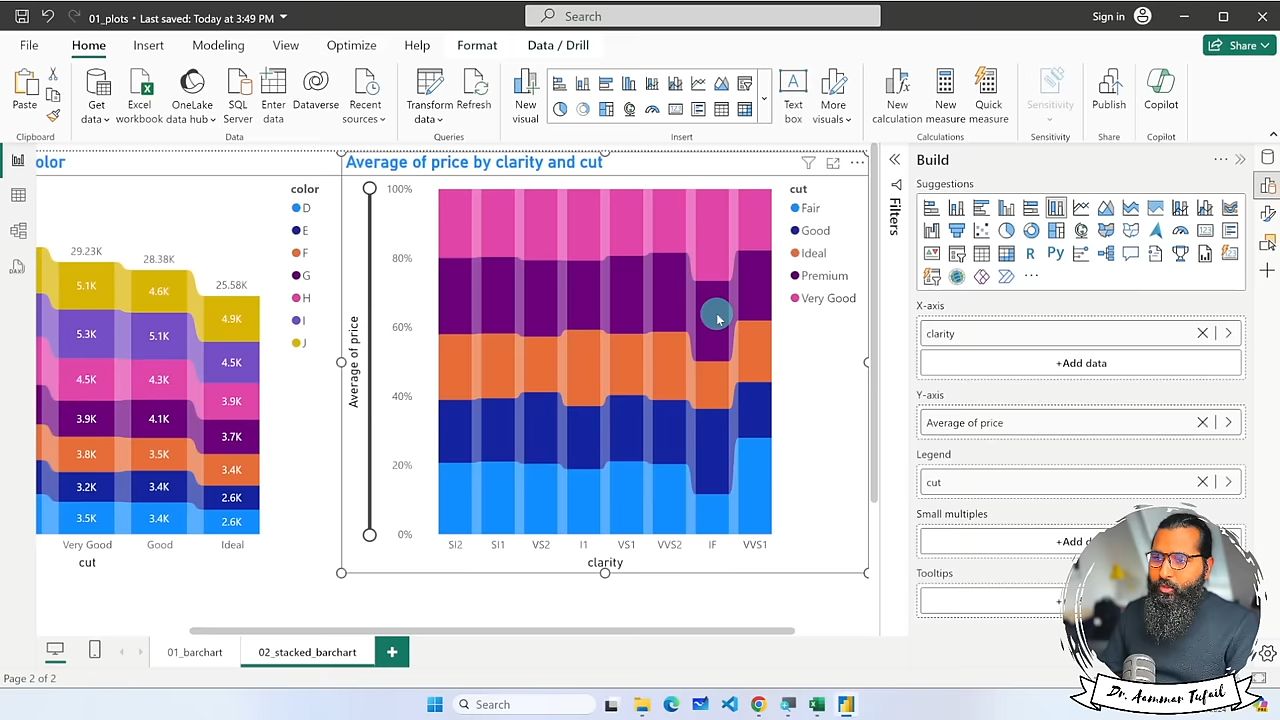 01_plots • Last saved: Today at 3:49 PM
Search
Sign in
File
Home
Insert
Modeling
View
Optimize
Help
Format
Data / Drill
Share
Paste
Get data
Excel workbook
OneLake data hub
SQL Server
Enter data
Dataverse
Recent sources
Transform data
Refresh
New visual
Text box
More visuals
New calculation
New measure
Quick measure
Sensitivity
Publish
Copilot
Clipboard
Data
Queries
Insert
Calculations
Sensitivity
Share
Copilot
olor
color
D
E
F
G
H
I
J
29.23K
28.38K
25.58K
5.1K
4.6K
4.9K
5.3K
5.1K
4.5K
4.5K
4.3K
3.9K
3.9K
4.1K
3.7K
3.8K
3.5K
3.4K
3.2K
3.4K
2.6K
3.5K
3.4K
2.6K
Very Good
Good
Ideal
cut
Average of price by clarity and cut
Average of price
100%
80%
60%
40%
20%
0%
SI2
SI1
VS2
I1
VS1
VVS2
IF
VVS1
clarity
cut
Fair
Good
Ideal
Premium
Very Good
Filters
Build
Suggestions
R
Py
X-axis
clarity
+Add data
Y-axis
Average of price
Legend
cut
Small multiples
+Add d
Tooltips
+
01_barchart
02_stacked_barchart
Page 2 of 2
Search
Dr. Aammar Tufail